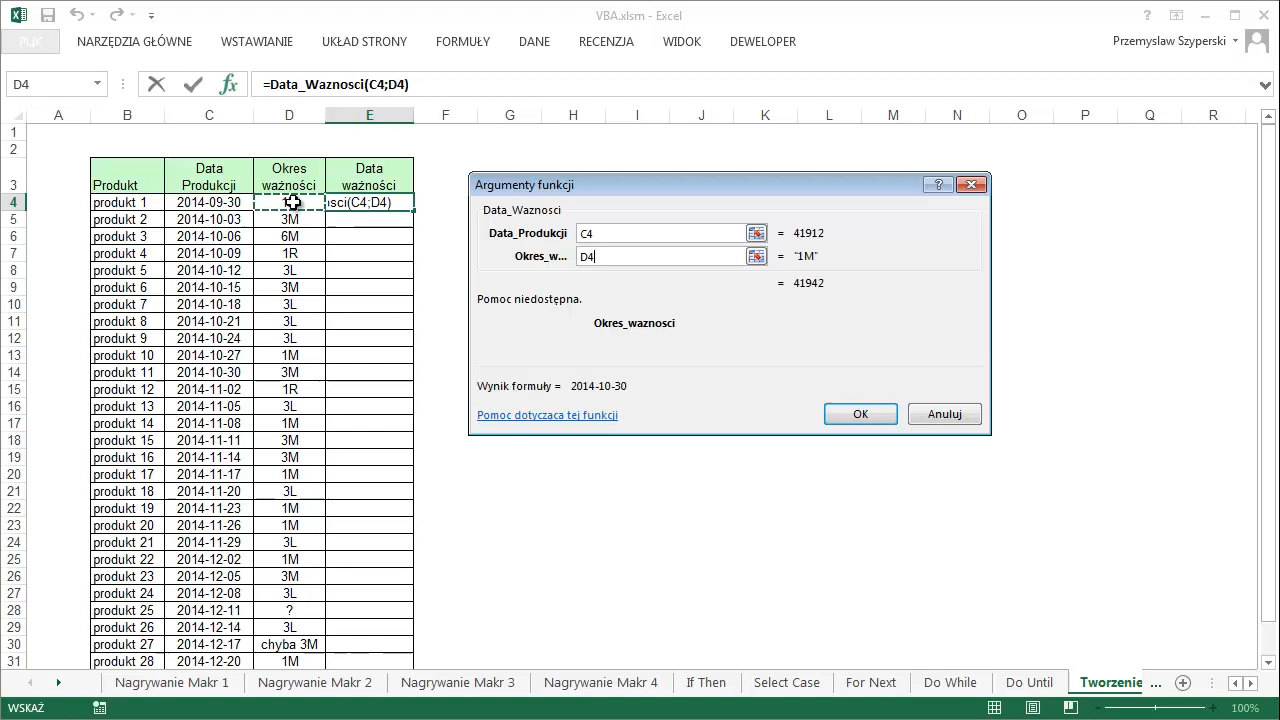 VBA.xlsm - Excel
PLIK NARZĘDZIA GŁÓWNE WSTAWIANIE UKŁAD STRONY FORMUŁY DANE RECENZJA WIDOK DEWELOPER Przemyslaw Szyperski
D4 fx =Data_Waznosci(C4;D4)
A B C D E F G H I J K L M N O P Q R
1
2
3 Produkt Data Produkcji Okres ważności Data ważności
4 produkt 1 2014-09-30 sci(C4;D4)
5 produkt 2 2014-10-03 3M
6 produkt 3 2014-10-06 6M
7 produkt 4 2014-10-09 1R
8 produkt 5 2014-10-12 3L
9 produkt 6 2014-10-15 3M
10 produkt 7 2014-10-18 3L
11 produkt 8 2014-10-21 3L
12 produkt 9 2014-10-24 3L
13 produkt 10 2014-10-27 1M
14 produkt 11 2014-10-30 3M
15 produkt 12 2014-11-02 1R
16 produkt 13 2014-11-05 3L
17 produkt 14 2014-11-08 1M
18 produkt 15 2014-11-11 3M
19 produkt 16 2014-11-14 3M
20 produkt 17 2014-11-17 1M
21 produkt 18 2014-11-20 3L
22 produkt 19 2014-11-23 1M
23 produkt 20 2014-11-26 1M
24 produkt 21 2014-11-29 3L
25 produkt 22 2014-12-02 1M
26 produkt 23 2014-12-05 3M
27 produkt 24 2014-12-08 3L
28 produkt 25 2014-12-11 ?
29 produkt 26 2014-12-14 3L
30 produkt 27 2014-12-17 chyba 3M
31 produkt 28 2014-12-20 1M
Argumenty funkcji
Data_Waznosci
Data_Produkcji C4 = 41912
Okres_w... D4 = "1M"
= 41942
Pomoc niedostępna.
Okres_waznosci
Wynik formuły = 2014-10-30
Pomoc dotycząca tej funkcji OK Anuluj
Nagrywanie Makr 1 Nagrywanie Makr 2 Nagrywanie Makr 3 Nagrywanie Makr 4 If Then Select Case For Next Do While Do Until Tworzenie ...
WSKAŻ 100%